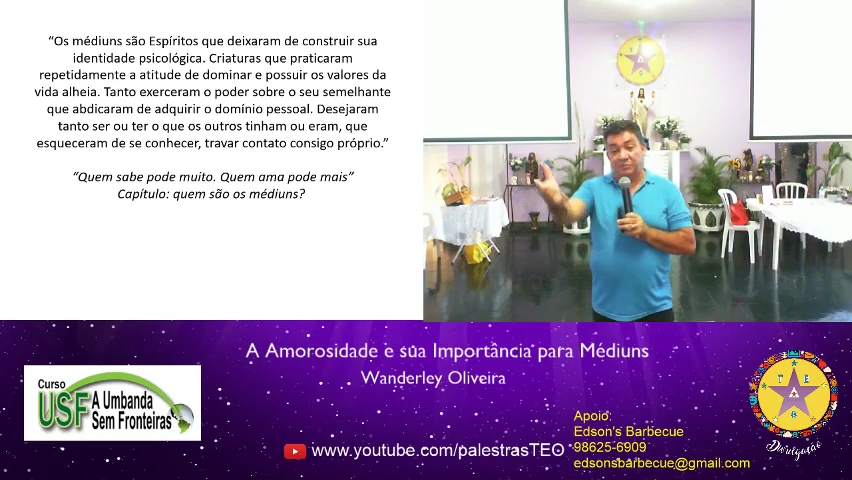 “Os médiuns são Espíritos que deixaram de construir sua
identidade psicológica. Criaturas que praticaram
repetidamente a atitude de dominar e possuir os valores da
vida alheia. Tanto exerceram o poder sobre o seu semelhante
que abdicaram de adquirir o domínio pessoal. Desejaram
tanto ser ou ter o que os outros tinham ou eram, que
esqueceram de se conhecer, travar contato consigo próprio.”
“Quem sabe pode muito. Quem ama pode mais”
Capítulo: quem são os médiuns?
A Amorosidade e sua Importância para Médiuns
Wanderley Oliveira
Curso
USF
A Umbanda
Sem Fronteiras
www.youtube.com/palestrasTEO
Apoio:
Edson's Barbecue
98625-6909
edsonsbarbecue@gmail.com
Divulgação